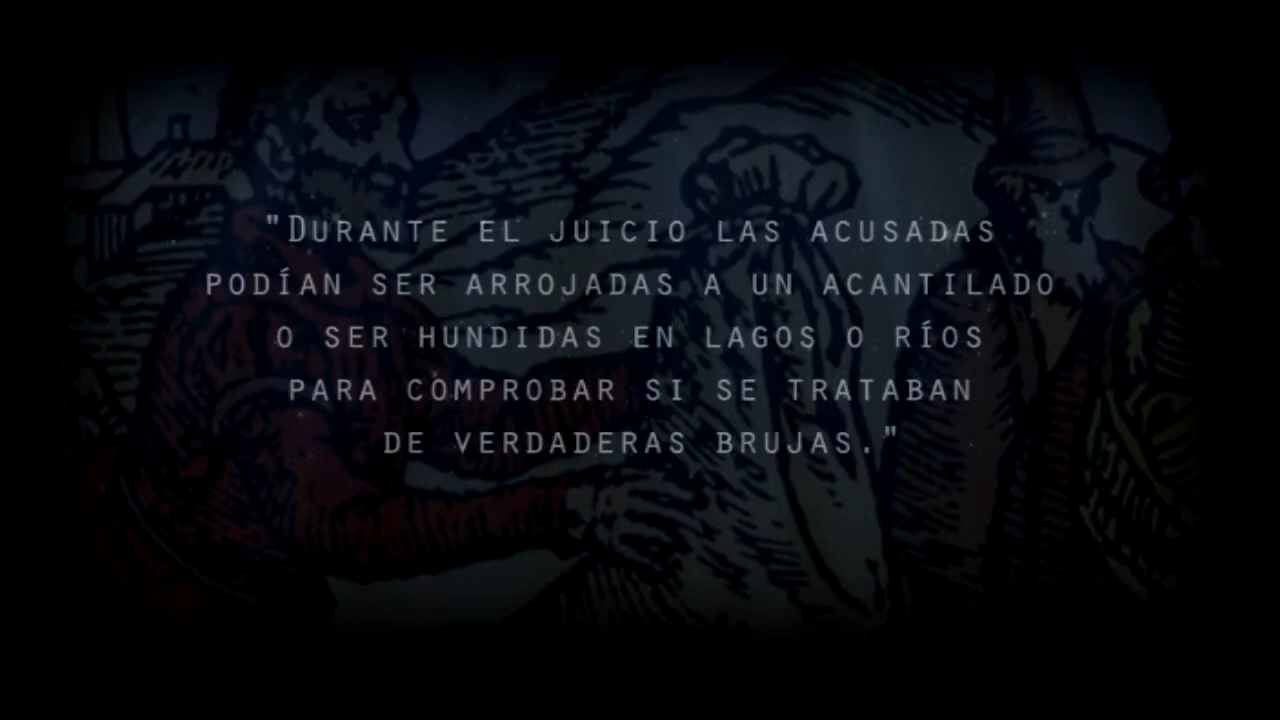 "DURANTE EL JUICIO LAS ACUSADAS
PODÍAN SER ARROJADAS A UN ACANTILADO
O SER HUNDIDAS EN LAGOS O RÍOS
PARA COMPROBAR SI SE TRATABAN
DE VERDADERAS BRUJAS."